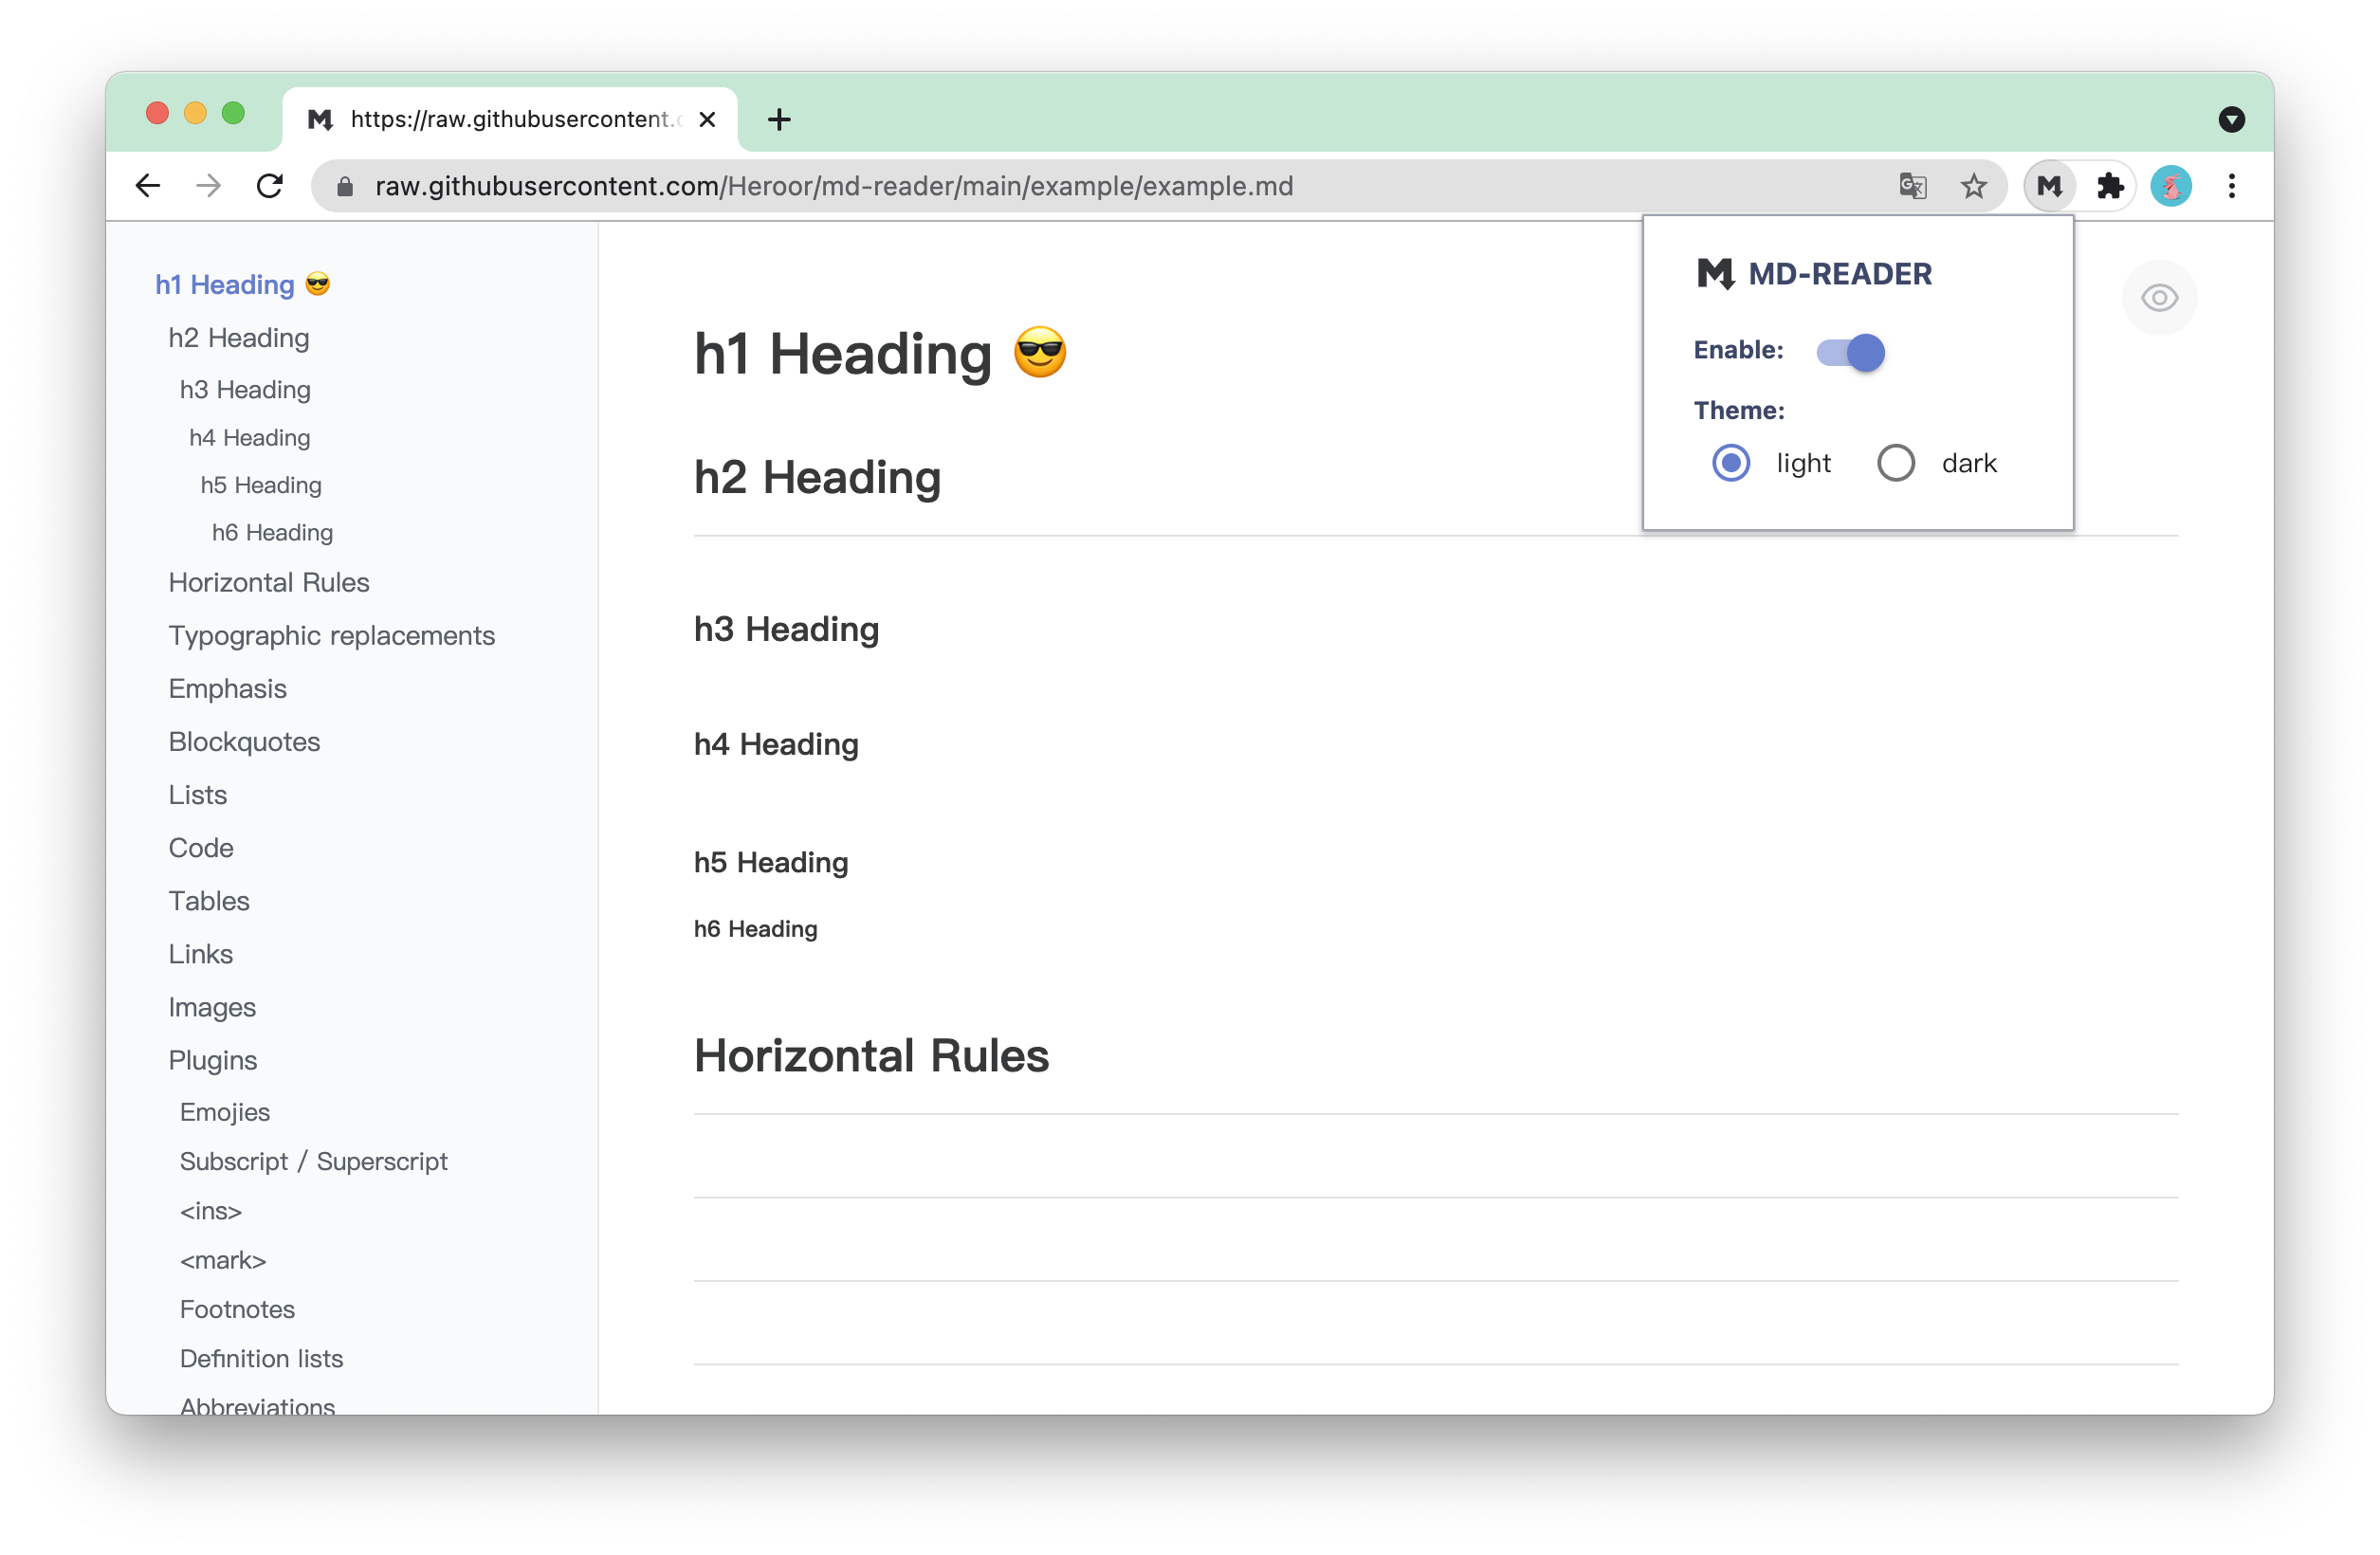 https://raw.githubusercontent.
raw.githubusercontent.com/Heroor/md-reader/main/example/example.md
MD-READER
Enable:
Theme:
light dark
h1 Heading 😎
h2 Heading
h3 Heading
h4 Heading
h5 Heading
h6 Heading
Horizontal Rules
Typographic replacements
Emphasis
Blockquotes
Lists
Code
Tables
Links
Images
Plugins
Emojies
Subscript / Superscript
<ins>
<mark>
Footnotes
Definition lists
Abbreviations
h1 Heading 😎
h2 Heading
h3 Heading
h4 Heading
h5 Heading
h6 Heading
Horizontal Rules